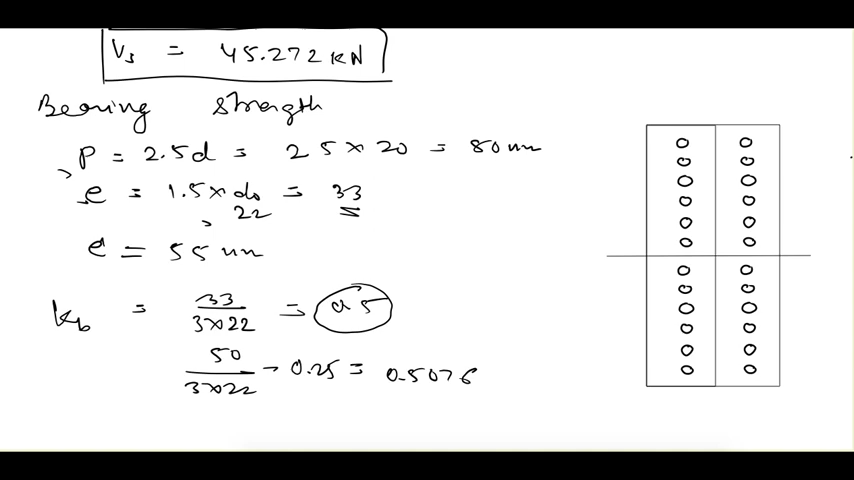 Vs = 45.272 kN
Bearing strength
p = 2.5d = 2.5 × 20 = 80 mm
e = 1.5 × do = 33
22
e = 55 mm
kb = 33 / 3×22 = 0.5
50 / 3×22 - 0.25 = 0.5076